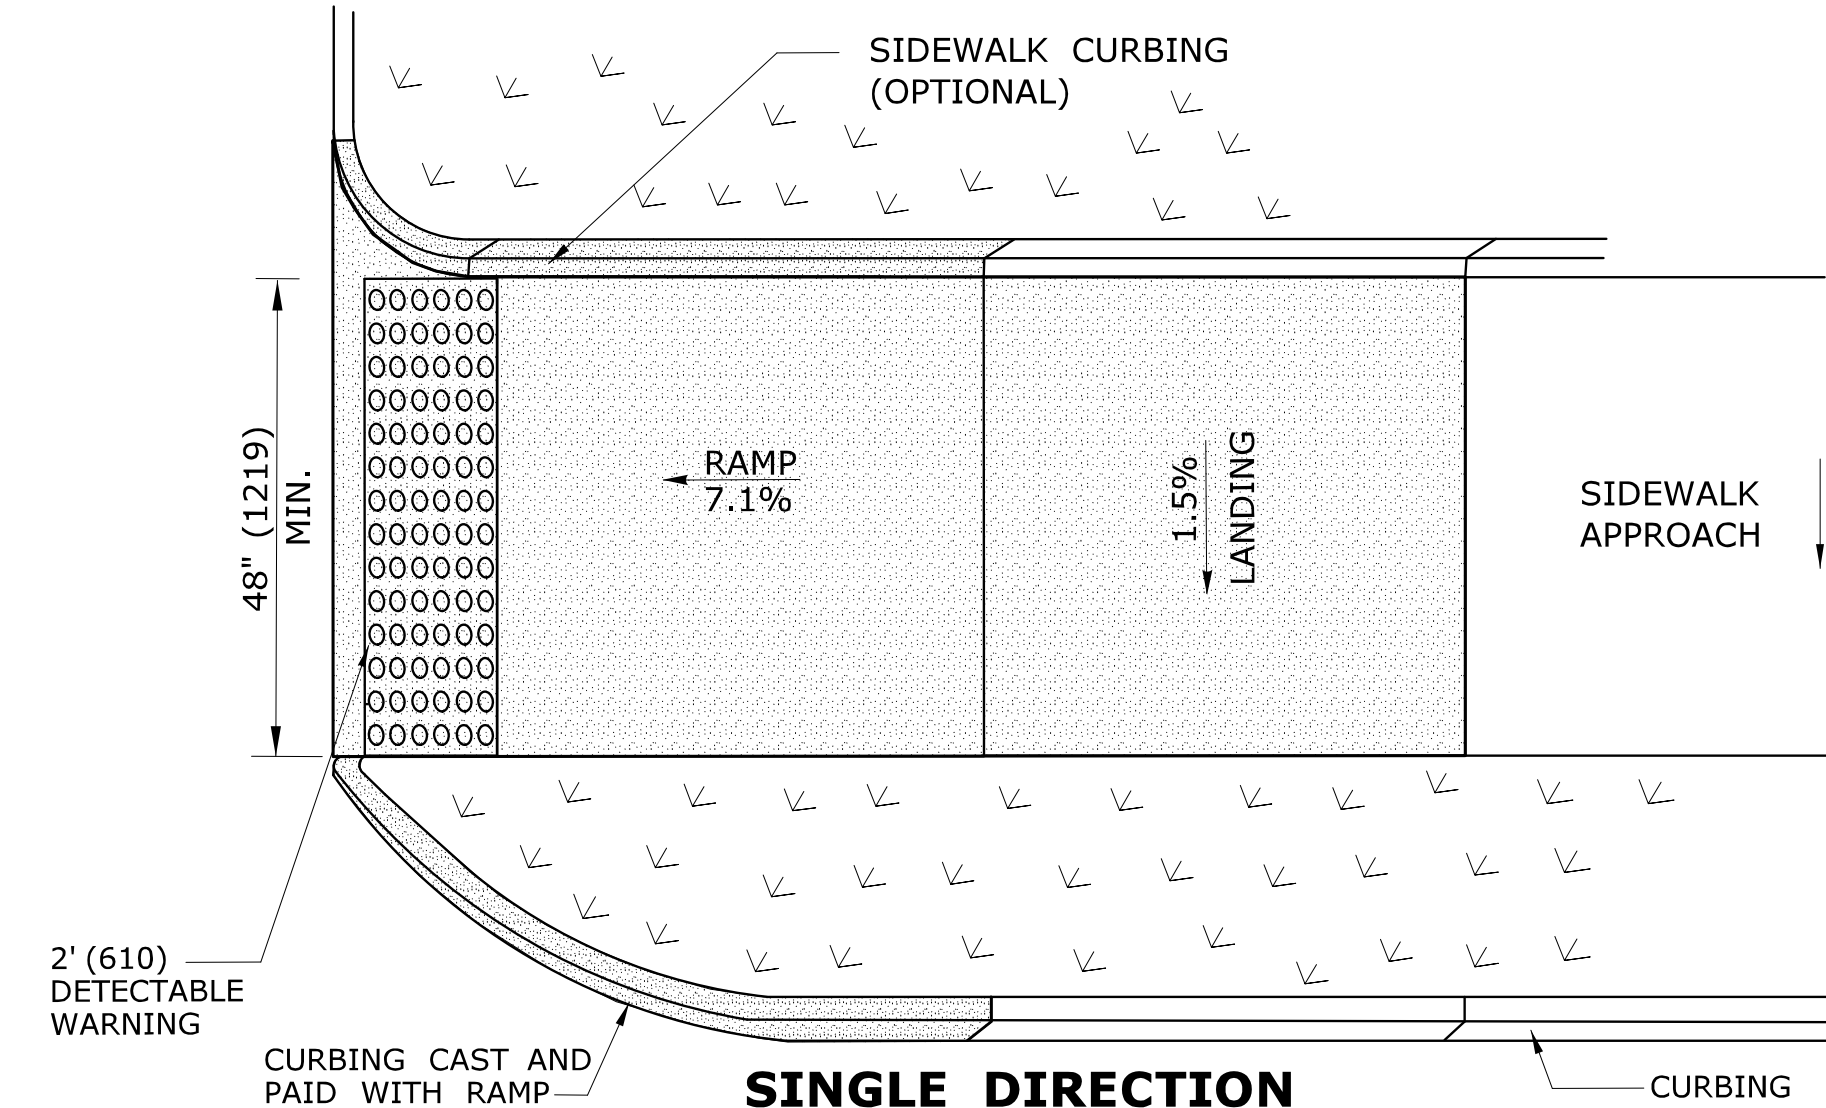 SIDEWALK CURBING
(OPTIONAL)
48" (1219)
MIN.
RAMP
7.1%
1.5%
LANDING
SIDEWALK
APPROACH
2' (610)
DETECTABLE
WARNING
CURBING CAST AND
PAID WITH RAMP
SINGLE DIRECTION
CURBING